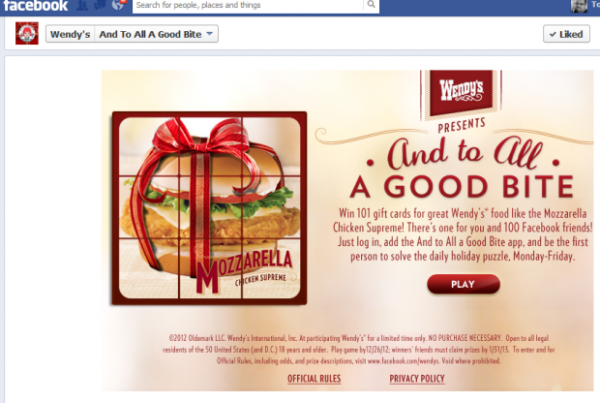 facebook
Search for people, places and things
To
Wendy's
And To All A Good Bite
Liked
WENDY'S
PRESENTS
· And to All ·
A GOOD BITE
Win 101 gift cards for great Wendy's® food like the Mozzarella
Chicken Supreme! There's one for you and 100 Facebook friends!
Just log in, add the And to All a Good Bite app, and be the first
person to solve the daily holiday puzzle, Monday-Friday.
PLAY
MOZZARELLA
CHICKEN SUPREME
©2012 Oldemark LLC. Wendy's International, Inc. At participating Wendy's® for a limited time only. NO PURCHASE NECESSARY. Open to all legal
residents of the 50 United States (and D.C.) 18 years and older. Play game by12/26/12; winners' friends must claim prizes by 1/31/13. To enter and for
Official Rules, including odds, and prize descriptions, visit www.facebook.com/wendys. Void where prohibited.
OFFICIAL RULES
PRIVACY POLICY